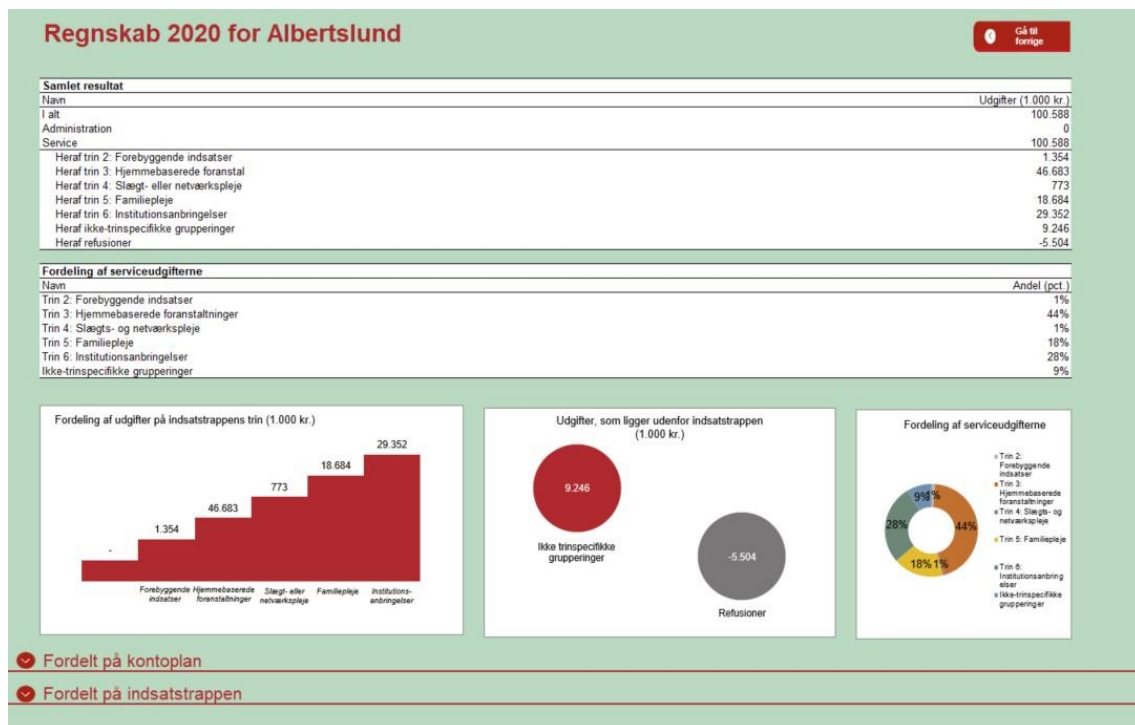 Regnskab 2020 for Albertslund
Gå til
forrige
Samlet resultat
Navn Udgifter (1.000 kr.)
I alt 100.588
Administration 0
Service 100.588
Heraf trin 2: Forebyggende indsatser 1.354
Heraf trin 3: Hjemmebaserede foranstal 46.683
Heraf trin 4: Slægt- eller netværkspleje 773
Heraf trin 5: Familiepleje 18.684
Heraf trin 6: Institutionsanbringelser 29.352
Heraf ikke-trinspecifikke grupperinger 9.246
Heraf refusioner -5.504
Fordeling af serviceudgifterne
Navn Andel (pct.)
Trin 2: Forebyggende indsatser 1%
Trin 3: Hjemmebaserede foranstaltninger 44%
Trin 4: Slægts- og netværkspleje 1%
Trin 5: Familiepleje 18%
Trin 6: Institutionsanbringelser 28%
Ikke-trinspecifikke grupperinger 9%
Fordeling af udgifter på indsatstrappens trin (1.000 kr.)
-
1.354
46.683
773
18.684
29.352
Forebyggende
indsatser
Hjemmebaserede
foranstaltninger
Slægt- eller
netværkspleje
Familiepleje
Institutions-
anbringelser
Udgifter, som ligger udenfor indsatstrappen
(1.000 kr.)
9.246
Ikke trinspecifikke
grupperinger
-5.504
Refusioner
Fordeling af serviceudgifterne
9%
1%
44%
1%
18%
28%
Trin 2:
Forebyggende
indsatser
Trin 3:
Hjemmebaserede
foranstaltninger
Trin 4: Slægts- og
netværkspleje
Trin 5: Familiepleje
Trin 6:
Institutionsanbring
elser
Ikke-trinspecifikke
grupperinger
Fordelt på kontoplan
Fordelt på indsatstrappen